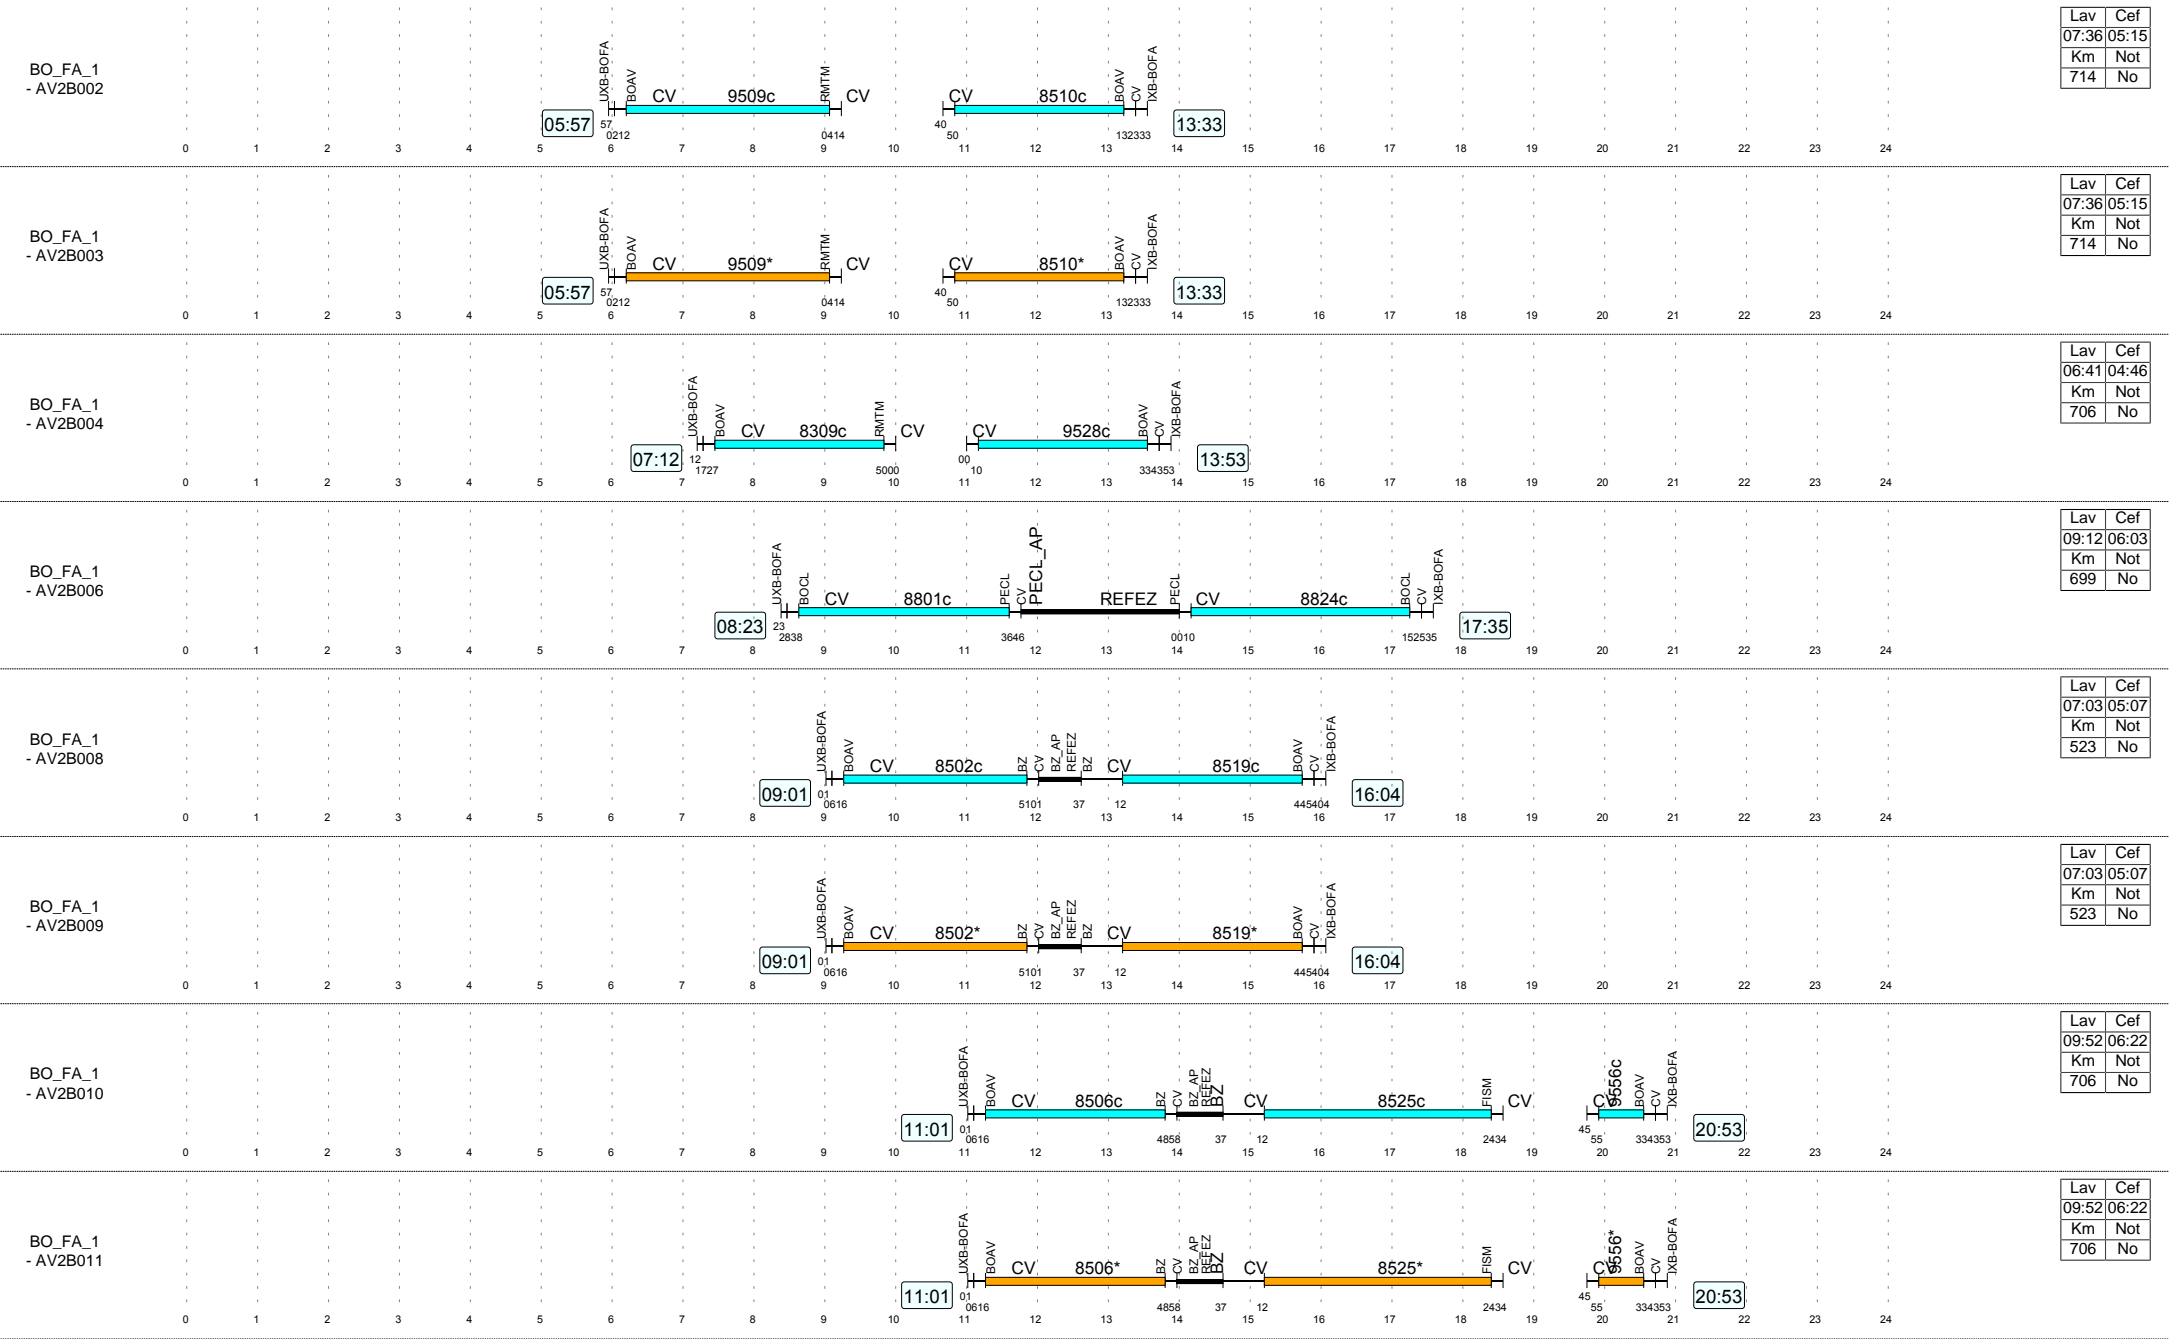 Lav Cef
07:36 05:15
Km Not
714 No
BO_FA_1
- AV2B002
UXB-BOFA BOAV CV 9509c RMTM CV CV 8510c BOAV CV IXB-BOFA
05:57 13:33
57 0212 0414 40 50 132333
0 1 2 3 4 5 6 7 8 9 10 11 12 13 14 15 16 17 18 19 20 21 22 23 24
Lav Cef
07:36 05:15
Km Not
714 No
BO_FA_1
- AV2B003
UXB-BOFA BOAV CV 9509* RMTM CV CV 8510* BOAV CV IXB-BOFA
05:57 13:33
57 0212 0414 40 50 132333
0 1 2 3 4 5 6 7 8 9 10 11 12 13 14 15 16 17 18 19 20 21 22 23 24
Lav Cef
06:41 04:46
Km Not
706 No
BO_FA_1
- AV2B004
UXB-BOFA BOAV CV 8309c RMTM CV CV 9528c BOAV CV IXB-BOFA
07:12 13:53
12 1727 5000 00 10 334353
0 1 2 3 4 5 6 7 8 9 10 11 12 13 14 15 16 17 18 19 20 21 22 23 24
Lav Cef
09:12 06:03
Km Not
699 No
BO_FA_1
- AV2B006
UXB-BOFA BOCL CV 8801c PECL CV PECL_AP REFEZ PECL CV 8824c BOCL CV IXB-BOFA
08:23 17:35
23 2838 3646 0010 152535
0 1 2 3 4 5 6 7 8 9 10 11 12 13 14 15 16 17 18 19 20 21 22 23 24
Lav Cef
07:03 05:07
Km Not
523 No
BO_FA_1
- AV2B008
UXB-BOFA BOAV CV 8502c BZ CV BZ_AP REFEZ BZ CV 8519c BOAV CV IXB-BOFA
09:01 16:04
01 0616 5101 37 12 445404
0 1 2 3 4 5 6 7 8 9 10 11 12 13 14 15 16 17 18 19 20 21 22 23 24
Lav Cef
07:03 05:07
Km Not
523 No
BO_FA_1
- AV2B009
UXB-BOFA BOAV CV 8502* BZ CV BZ_AP REFEZ BZ CV 8519* BOAV CV IXB-BOFA
09:01 16:04
01 0616 5101 37 12 445404
0 1 2 3 4 5 6 7 8 9 10 11 12 13 14 15 16 17 18 19 20 21 22 23 24
Lav Cef
09:52 06:22
Km Not
706 No
BO_FA_1
- AV2B010
UXB-BOFA BOAV CV 8506c BZ CV BZ_AP REFEZ BZ CV 8525c FISM CV CV 9556c BOAV CV IXB-BOFA
11:01 20:53
01 0616 4858 37 12 2434 45 55 334353
0 1 2 3 4 5 6 7 8 9 10 11 12 13 14 15 16 17 18 19 20 21 22 23 24
Lav Cef
09:52 06:22
Km Not
706 No
BO_FA_1
- AV2B011
UXB-BOFA BOAV CV 8506* BZ CV BZ_AP REFEZ BZ CV 8525* FISM CV CV 9556* BOAV CV IXB-BOFA
11:01 20:53
01 0616 4858 37 12 2434 45 55 334353
0 1 2 3 4 5 6 7 8 9 10 11 12 13 14 15 16 17 18 19 20 21 22 23 24